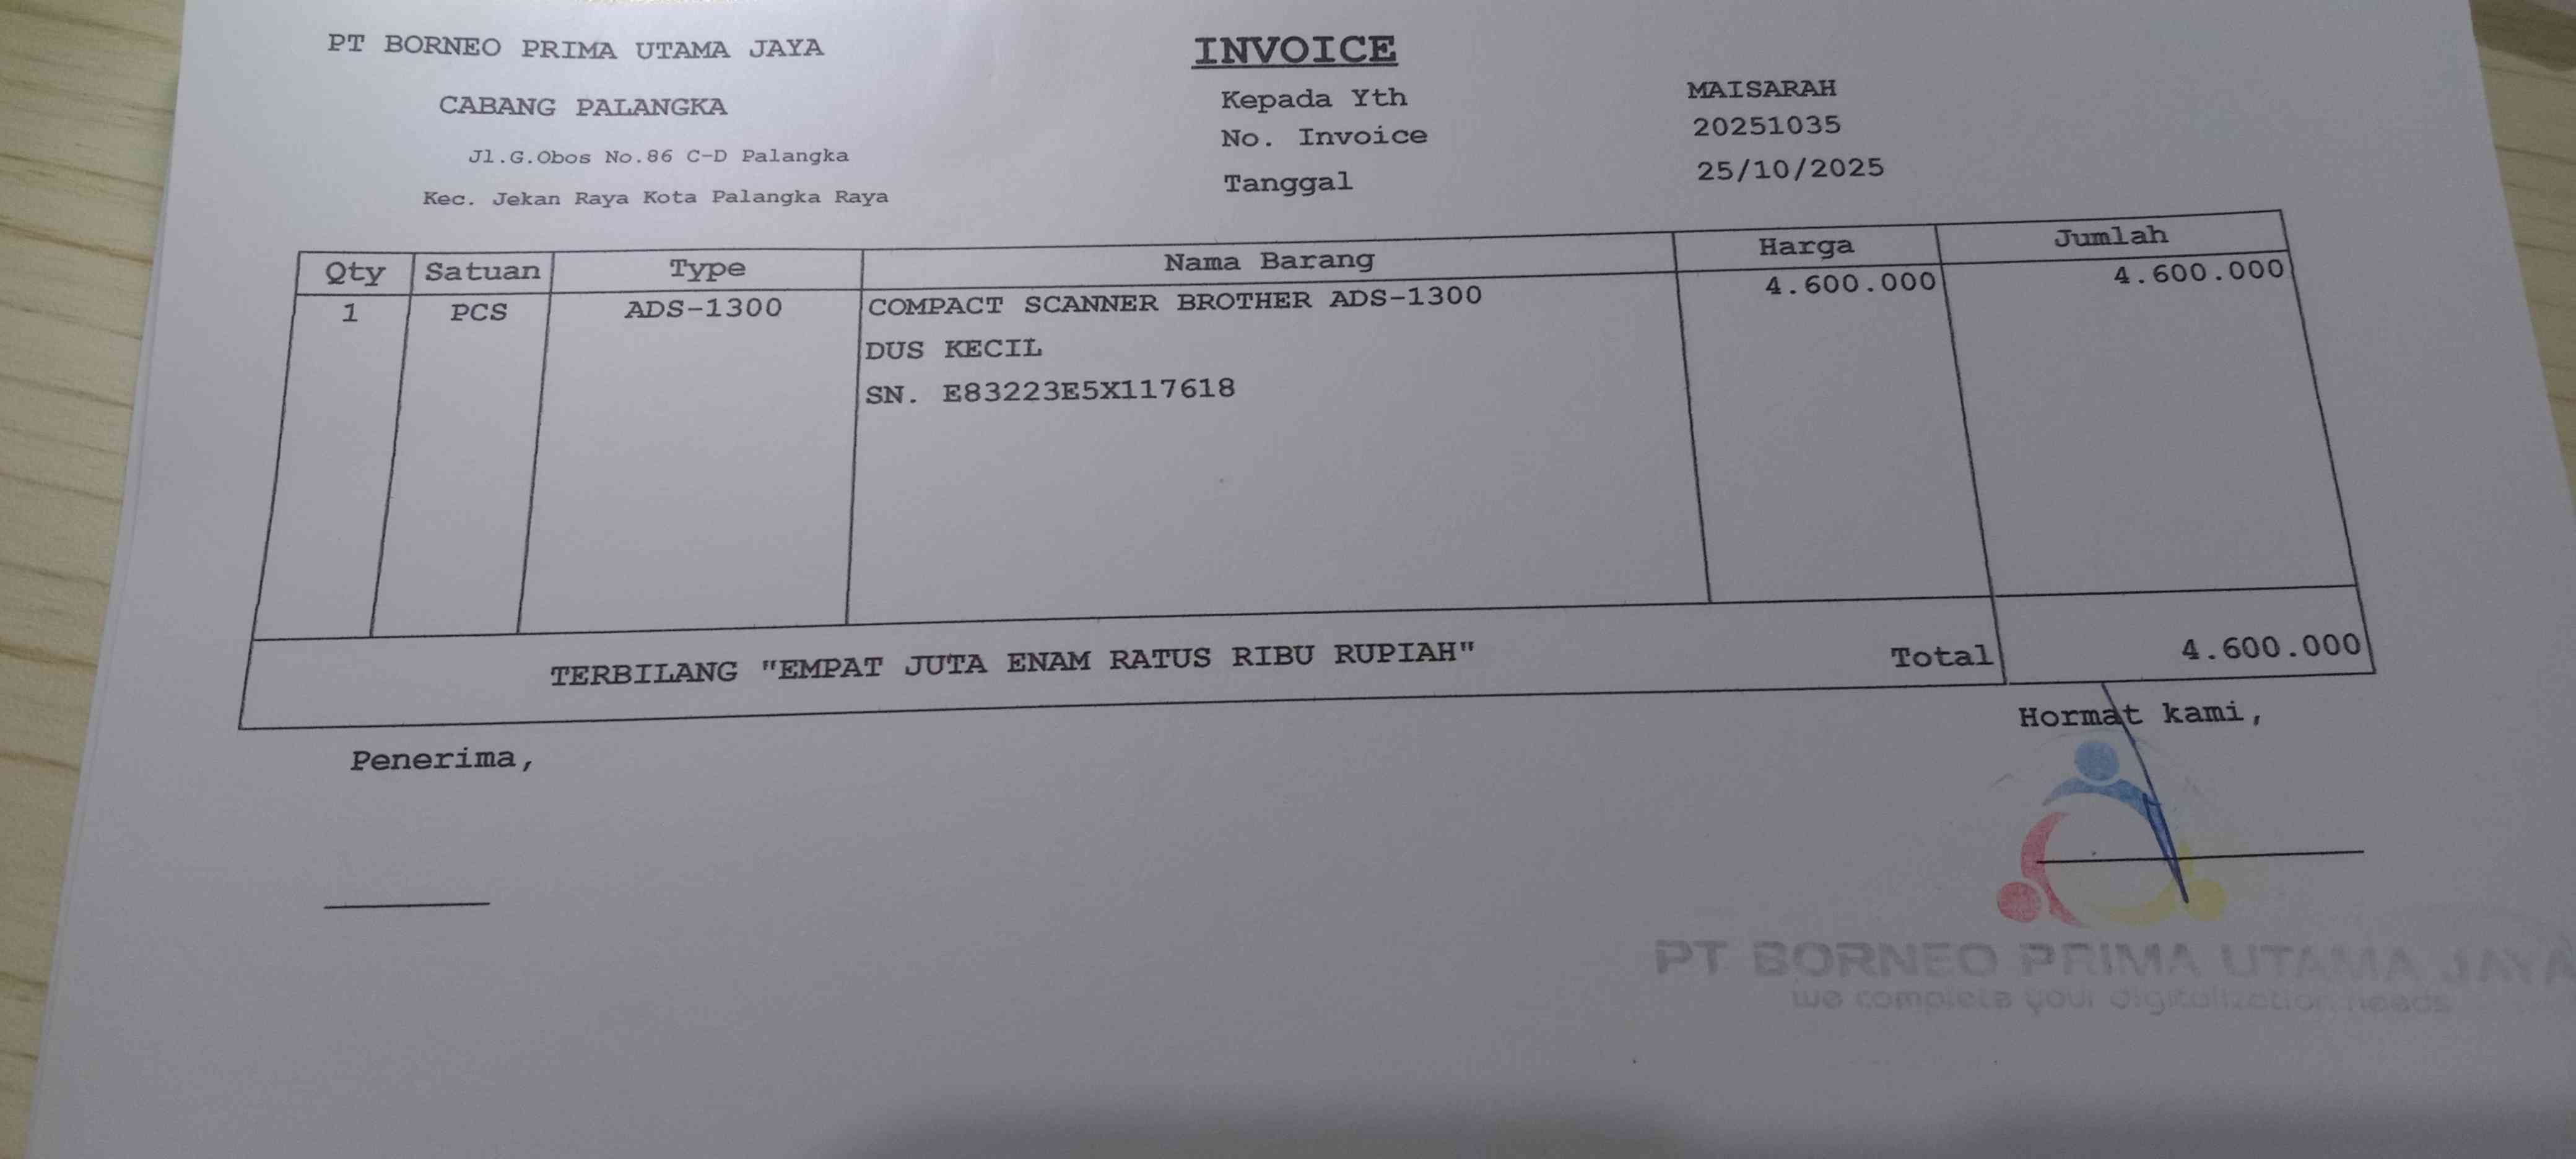 PT BORNEO PRIMA UTAMA JAYA
CABANG PALANGKA
Jl.G.Obos No.86 C-D Palangka
Kec. Jekan Raya Kota Palangka Raya
INVOICE
Kepada Yth MAISARAH
No. Invoice 20251035
Tanggal 25/10/2025
Qty Satuan Type Nama Barang Harga Jumlah
1 PCS ADS-1300 COMPACT SCANNER BROTHER ADS-1300 4.600.000 4.600.000
DUS KECIL
SN. E83223E5X117618
TERBILANG "EMPAT JUTA ENAM RATUS RIBU RUPIAH" Total 4.600.000
Penerima,
Hormat kami,
PT BORNEO PRIMA UTAMA JAYA
we complete your digitalization needs